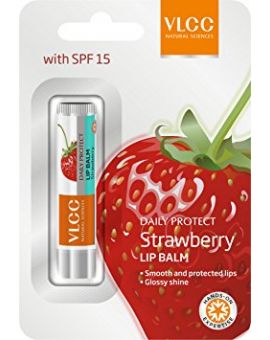 VLCC
NATURAL SCIENCES
with SPF 15
DAILY PROTECT
LIP BALM
Strawberry
VLCC
DAILY PROTECT
Strawberry
LIP BALM
• Smooth and protected lips
• Glossy shine
HANDS-ON
EXPERTISE